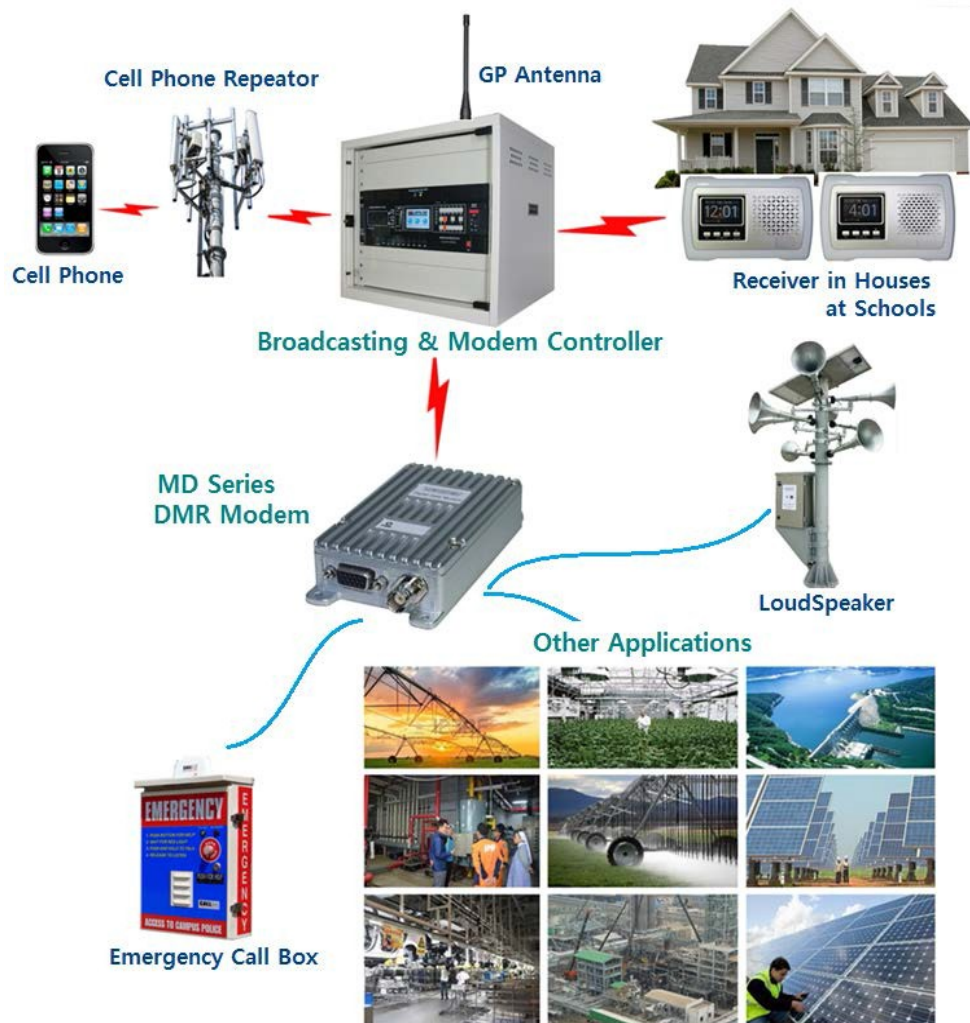 Cell Phone Repeator
GP Antenna
Cell Phone
12:01
4:01
Receiver in Houses
at Schools
Broadcasting & Modem Controller
MD Series
DMR Modem
LoudSpeaker
Other Applications
EMERGENCY
EMERGENCY
ACCESS TO CAMPUS POLICE
Emergency Call Box